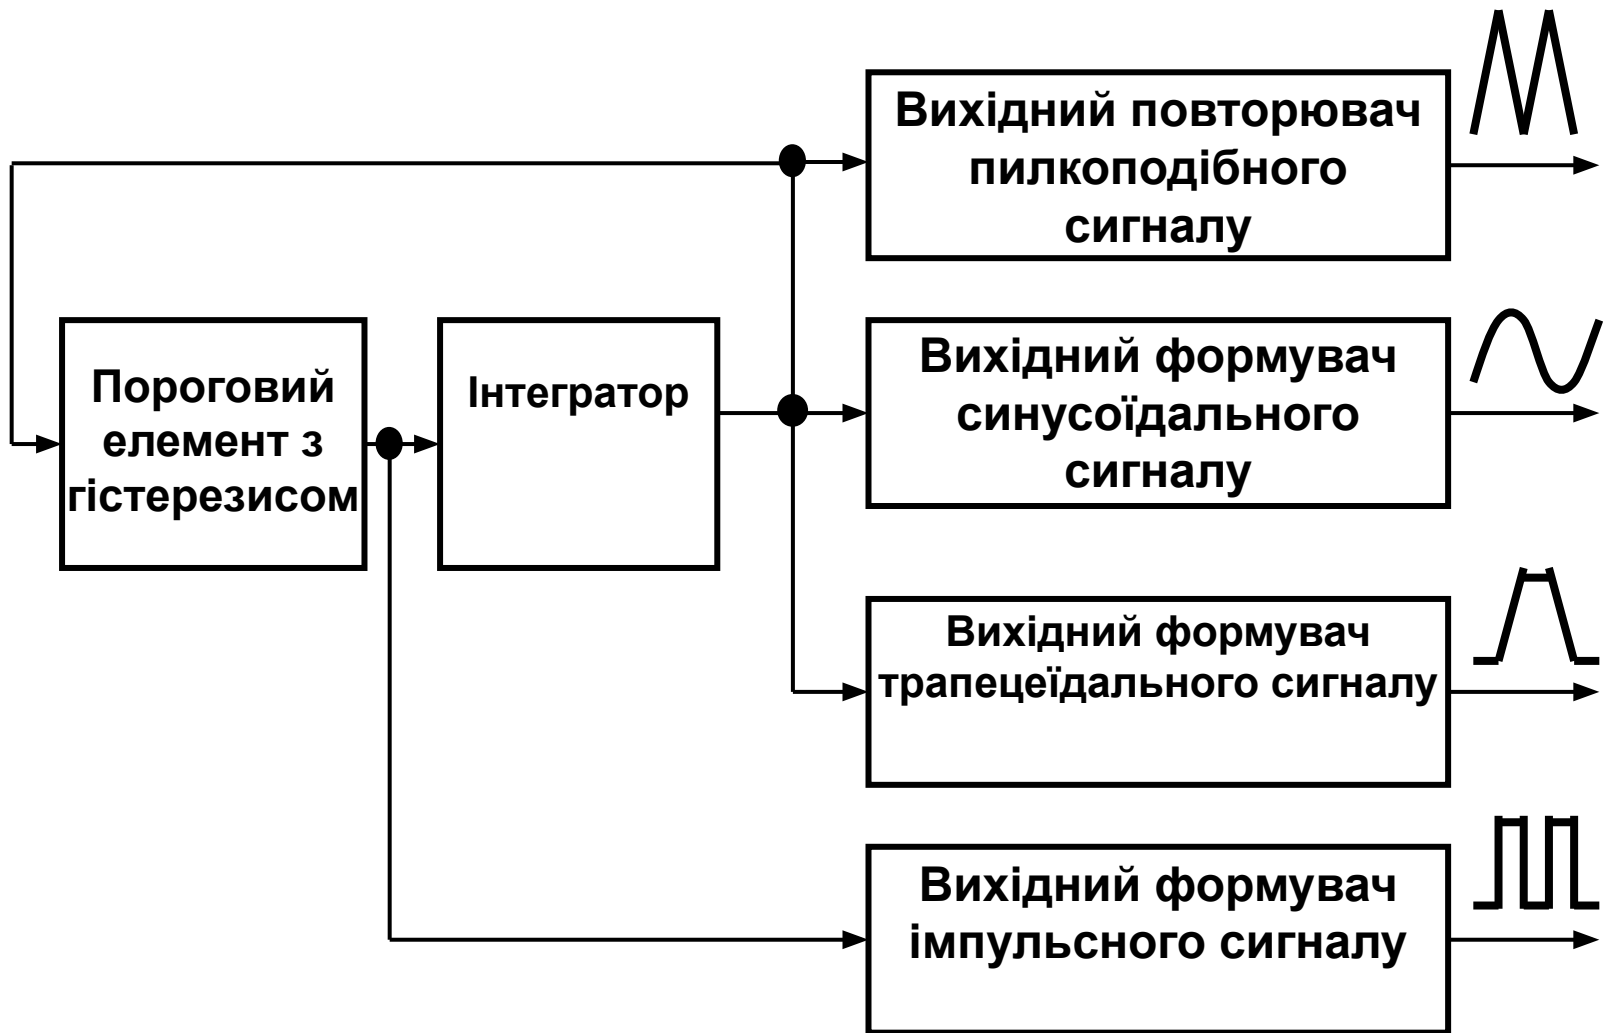 Вихідний повторювач
пилкоподібного
сигналу
Пороговий
елемент з
гістерезисом
Інтегратор
Вихідний формувач
синусоїдального
сигналу
Вихідний формувач
трапецеїдального сигналу
Вихідний формувач
імпульсного сигналу